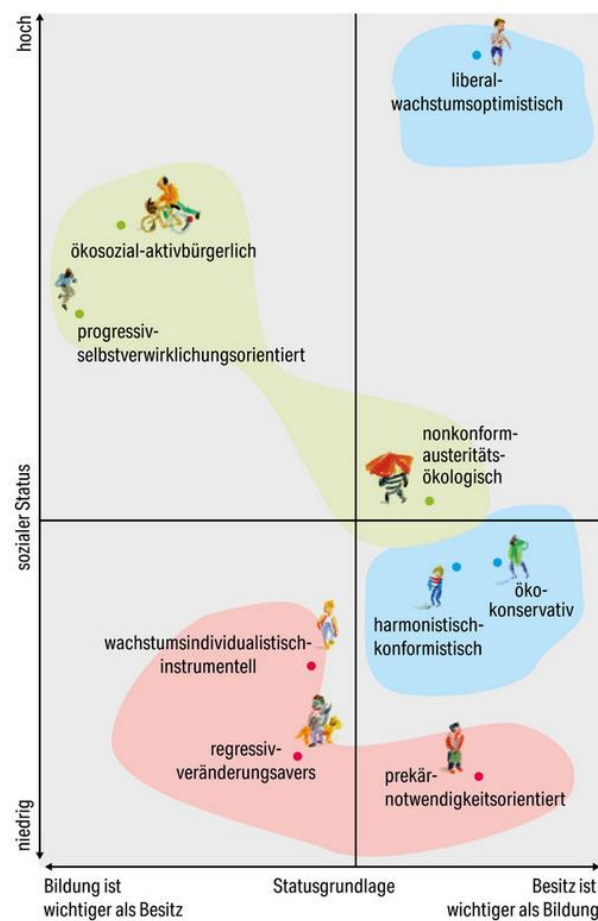 hoch
liberal-
wachstumsoptimistisch
ökosozial-aktivbürgerlich
progressiv-
selbstverwirklichungsorientiert
nonkonform-
austeritäts-
ökologisch
sozialer Status
öko-
konservativ
harmonistisch-
konformistisch
wachstumsindividualistisch-
instrumentell
regressiv-
veränderungsavers
prekär-
notwendigkeitsorientiert
niedrig
Bildung ist
wichtiger als Besitz
Statusgrundlage
Besitz ist
wichtiger als Bildung